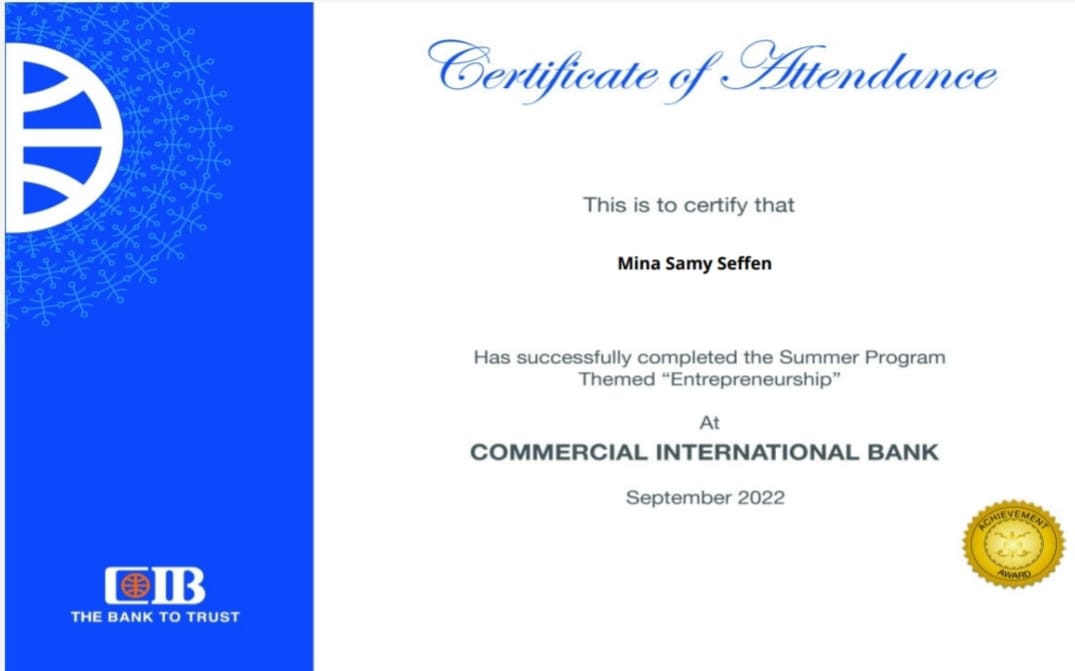 Certificate of Attendance
This is to certify that
Mina Samy Seffen
Has successfully completed the Summer Program
Themed “Entrepreneurship”
At
COMMERCIAL INTERNATIONAL BANK
September 2022
ACHIEVEMENT
AWARD
CIB
THE BANK TO TRUST